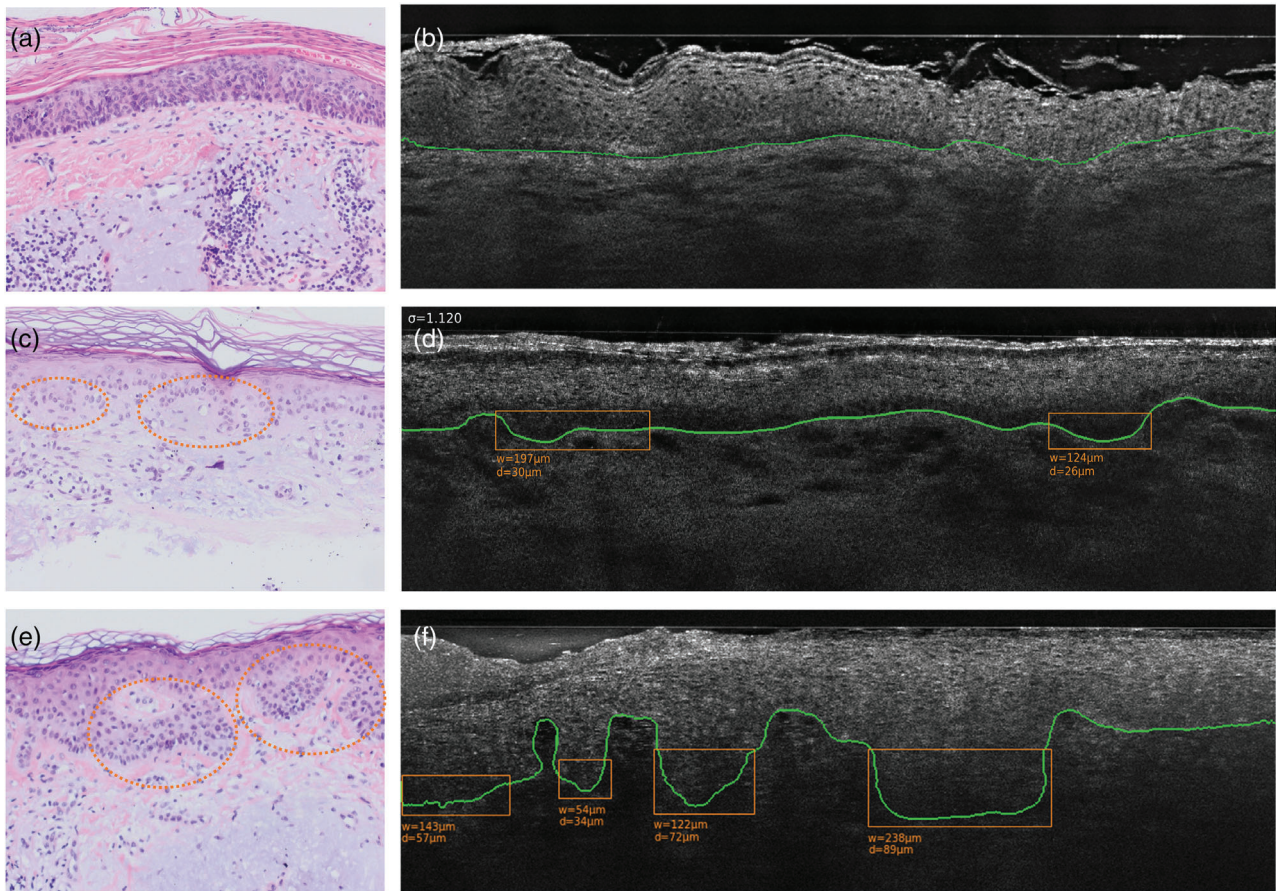 (a)
(b)
(c)
σ=1.120
(d)
w=197μm
d=30μm
w=124μm
d=26μm
(e)
(f)
w=143μm
d=57μm
w=54μm
d=34μm
w=122μm
d=72μm
w=238μm
d=89μm